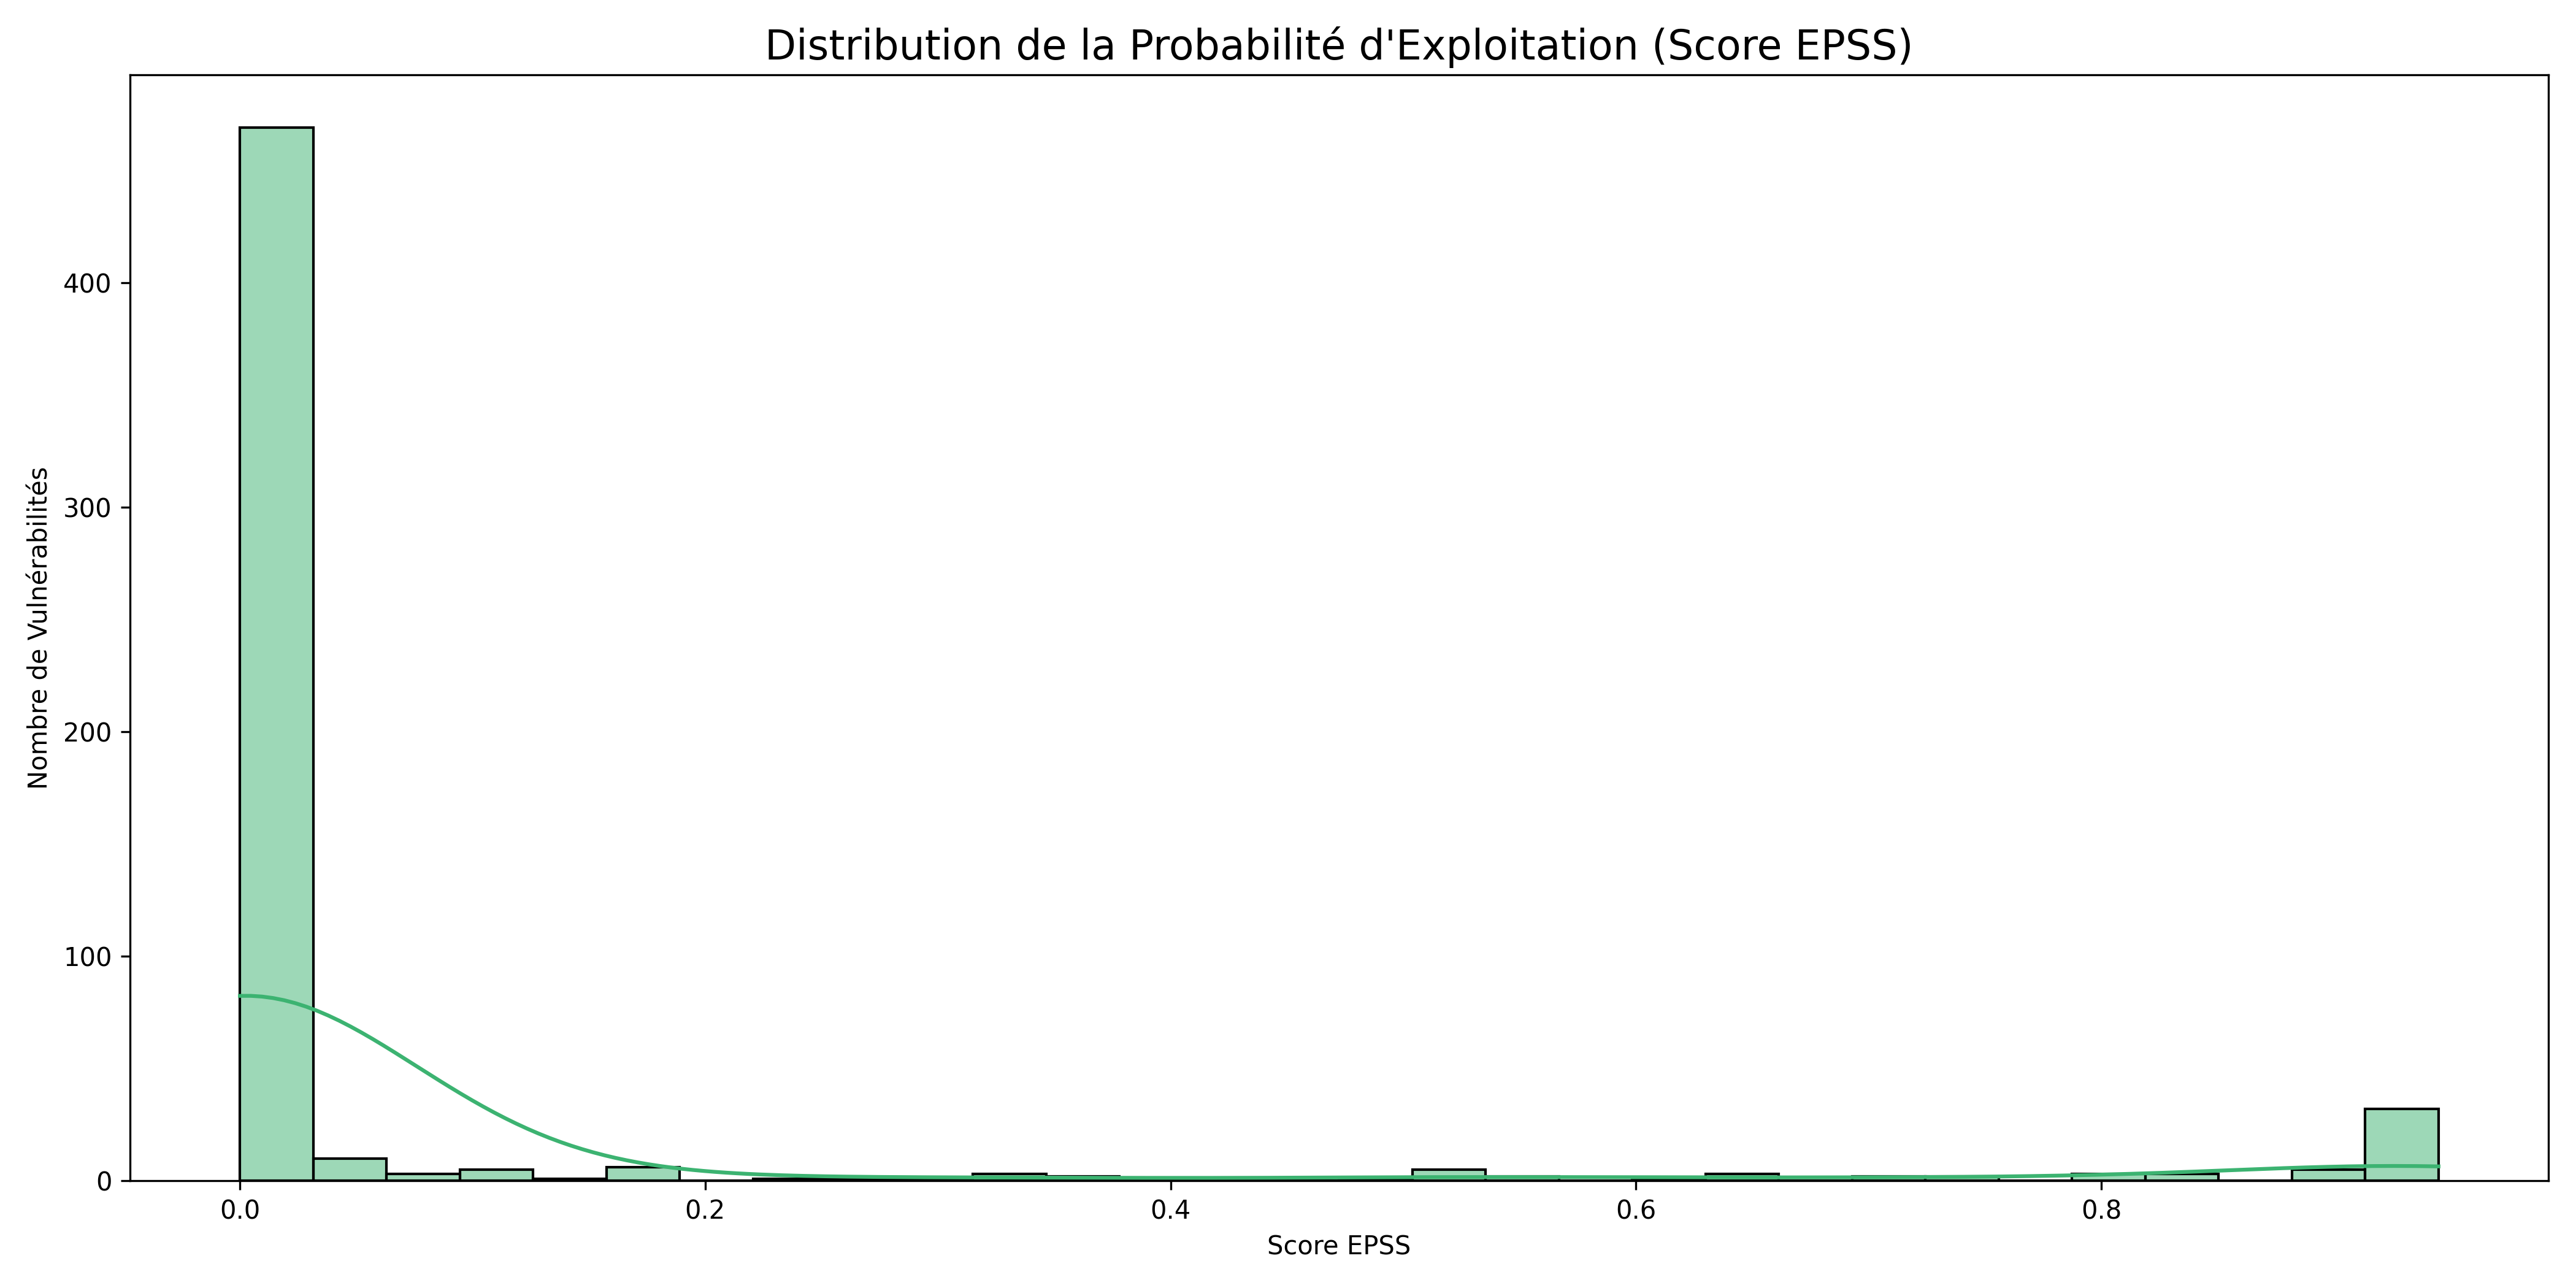 Distribution de la Probabilité d'Exploitation (Score EPSS)
Nombre de Vulnérabilités
400
300
200
100
0
0.0 0.2 0.4 0.6 0.8
Score EPSS